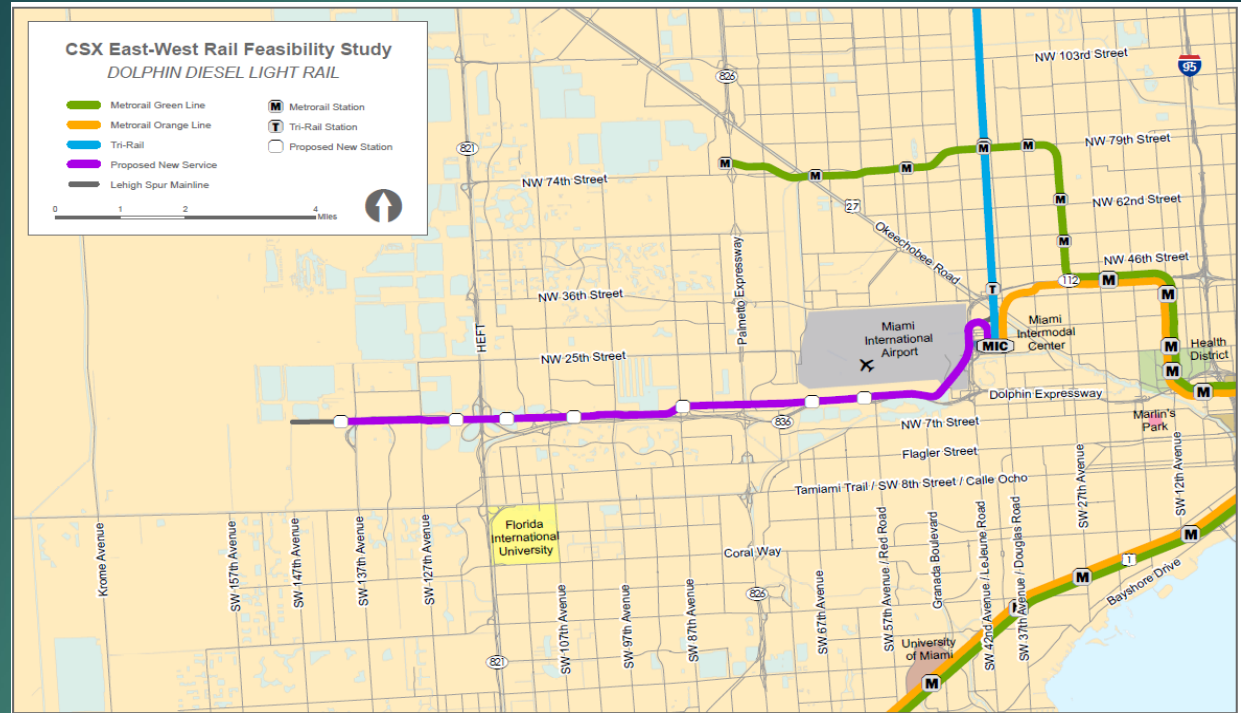 CSX East-West Rail Feasibility Study
DOLPHIN DIESEL LIGHT RAIL
Metrorail Green Line
Metrorail Orange Line
Tri-Rail
Proposed New Service
Lehigh Spur Mainline
M Metrorail Station
T Tri-Rail Station
Proposed New Station
0 1 2 4 Miles
826
NW 103rd Street
95
821
M
M
M
M
M
NW 79th Street
NW 74th Street
27
M
NW 62nd Street
Okeechobee Road
M
NW 46th Street
Palmetto Expressway
112
M
M
T
NW 36th Street
HEFT
Miami
International
Airport
MIC
Miami
Intermodal
Center
M
Health
District
NW 25th Street
M
M
Dolphin Expressway
836
NW 7th Street
Marlin's
Park
Flagler Street
Tamiami Trail / SW 8th Street / Calle Ocho
Florida
International
University
Coral Way
M
M
1
Bayshore Drive
826
821
University
of Miami
M
Krome Avenue
SW 157th Avenue
SW 147th Avenue
SW 137th Avenue
SW 127th Avenue
SW 107th Avenue
SW 97th Avenue
SW 87th Avenue
SW 67th Avenue
SW 57th Avenue / Red Road
Granada Boulevard
SW 42nd Avenue / LeJeune Road
SW 37th Avenue / Douglas Road
SW 27th Avenue
SW 12th Avenue